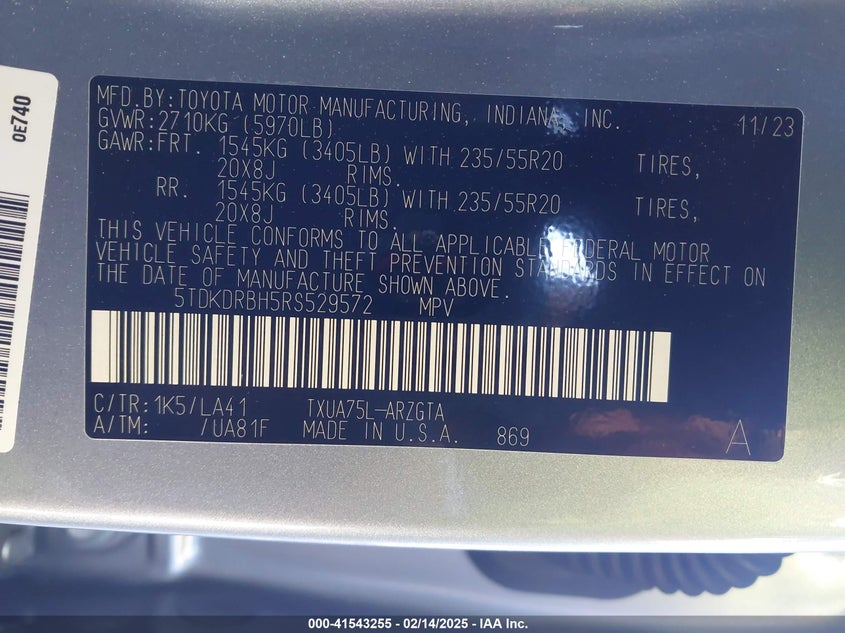 0E740
MFD.BY:TOYOTA MOTOR MANUFACTURING, INDIANA, INC. 11/23
GVWR:2710KG (5970LB)
GAWR:FRT. 1545KG (3405LB) WITH 235/55R20 TIRES,
20X8J RIMS.
RR. 1545KG (3405LB) WITH 235/55R20 TIRES,
20X8J RIMS.
THIS VEHICLE CONFORMS TO ALL APPLICABLE FEDERAL MOTOR
VEHICLE SAFETY AND THEFT PREVENTION STANDARDS IN EFFECT ON
THE DATE OF MANUFACTURE SHOWN ABOVE.
5TDKDRBH5RS529572 MPV
C/TR:1K5/LA41 TXUA75L-ARZGTA
A/TM: /UA81F MADE IN U.S.A. 869 A
000-41543255 - 02/14/2025 - IAA Inc.